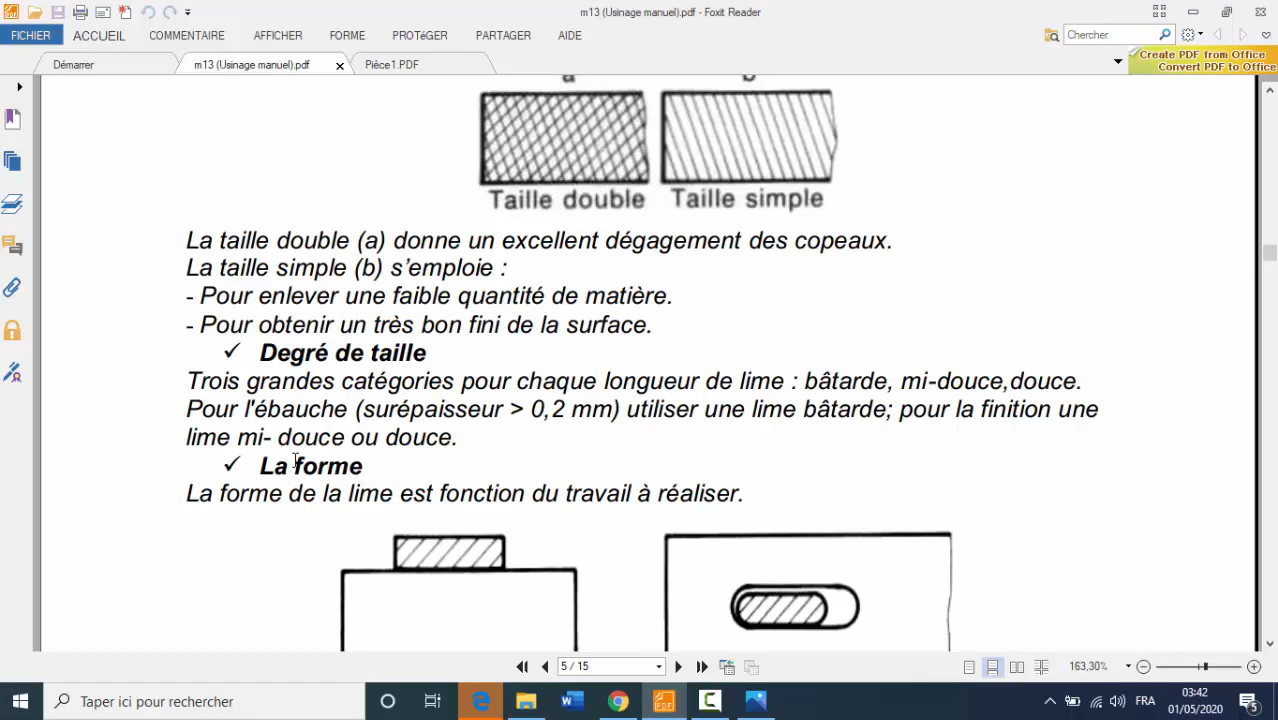 m13 (Usinage manuel).pdf - Foxit Reader
FICHIER ACCUEIL COMMENTAIRE AFFICHER FORME PROTéGER PARTAGER AIDE
Chercher
Démarrer m13 (Usinage manuel).pdf Pièce1.PDF
Create PDF from Office
Convert PDF to Office
a b
Taille double Taille simple
La taille double (a) donne un excellent dégagement des copeaux.
La taille simple (b) s’emploie :
- Pour enlever une faible quantité de matière.
- Pour obtenir un très bon fini de la surface.
✓ Degré de taille
Trois grandes catégories pour chaque longueur de lime : bâtarde, mi-douce,douce.
Pour l'ébauche (surépaisseur > 0,2 mm) utiliser une lime bâtarde; pour la finition une
lime mi- douce ou douce.
✓ La forme
La forme de la lime est fonction du travail à réaliser.
5 / 15 163,30%
Taper ici pour rechercher
PDF
FRA
03:42
01/05/2020
5